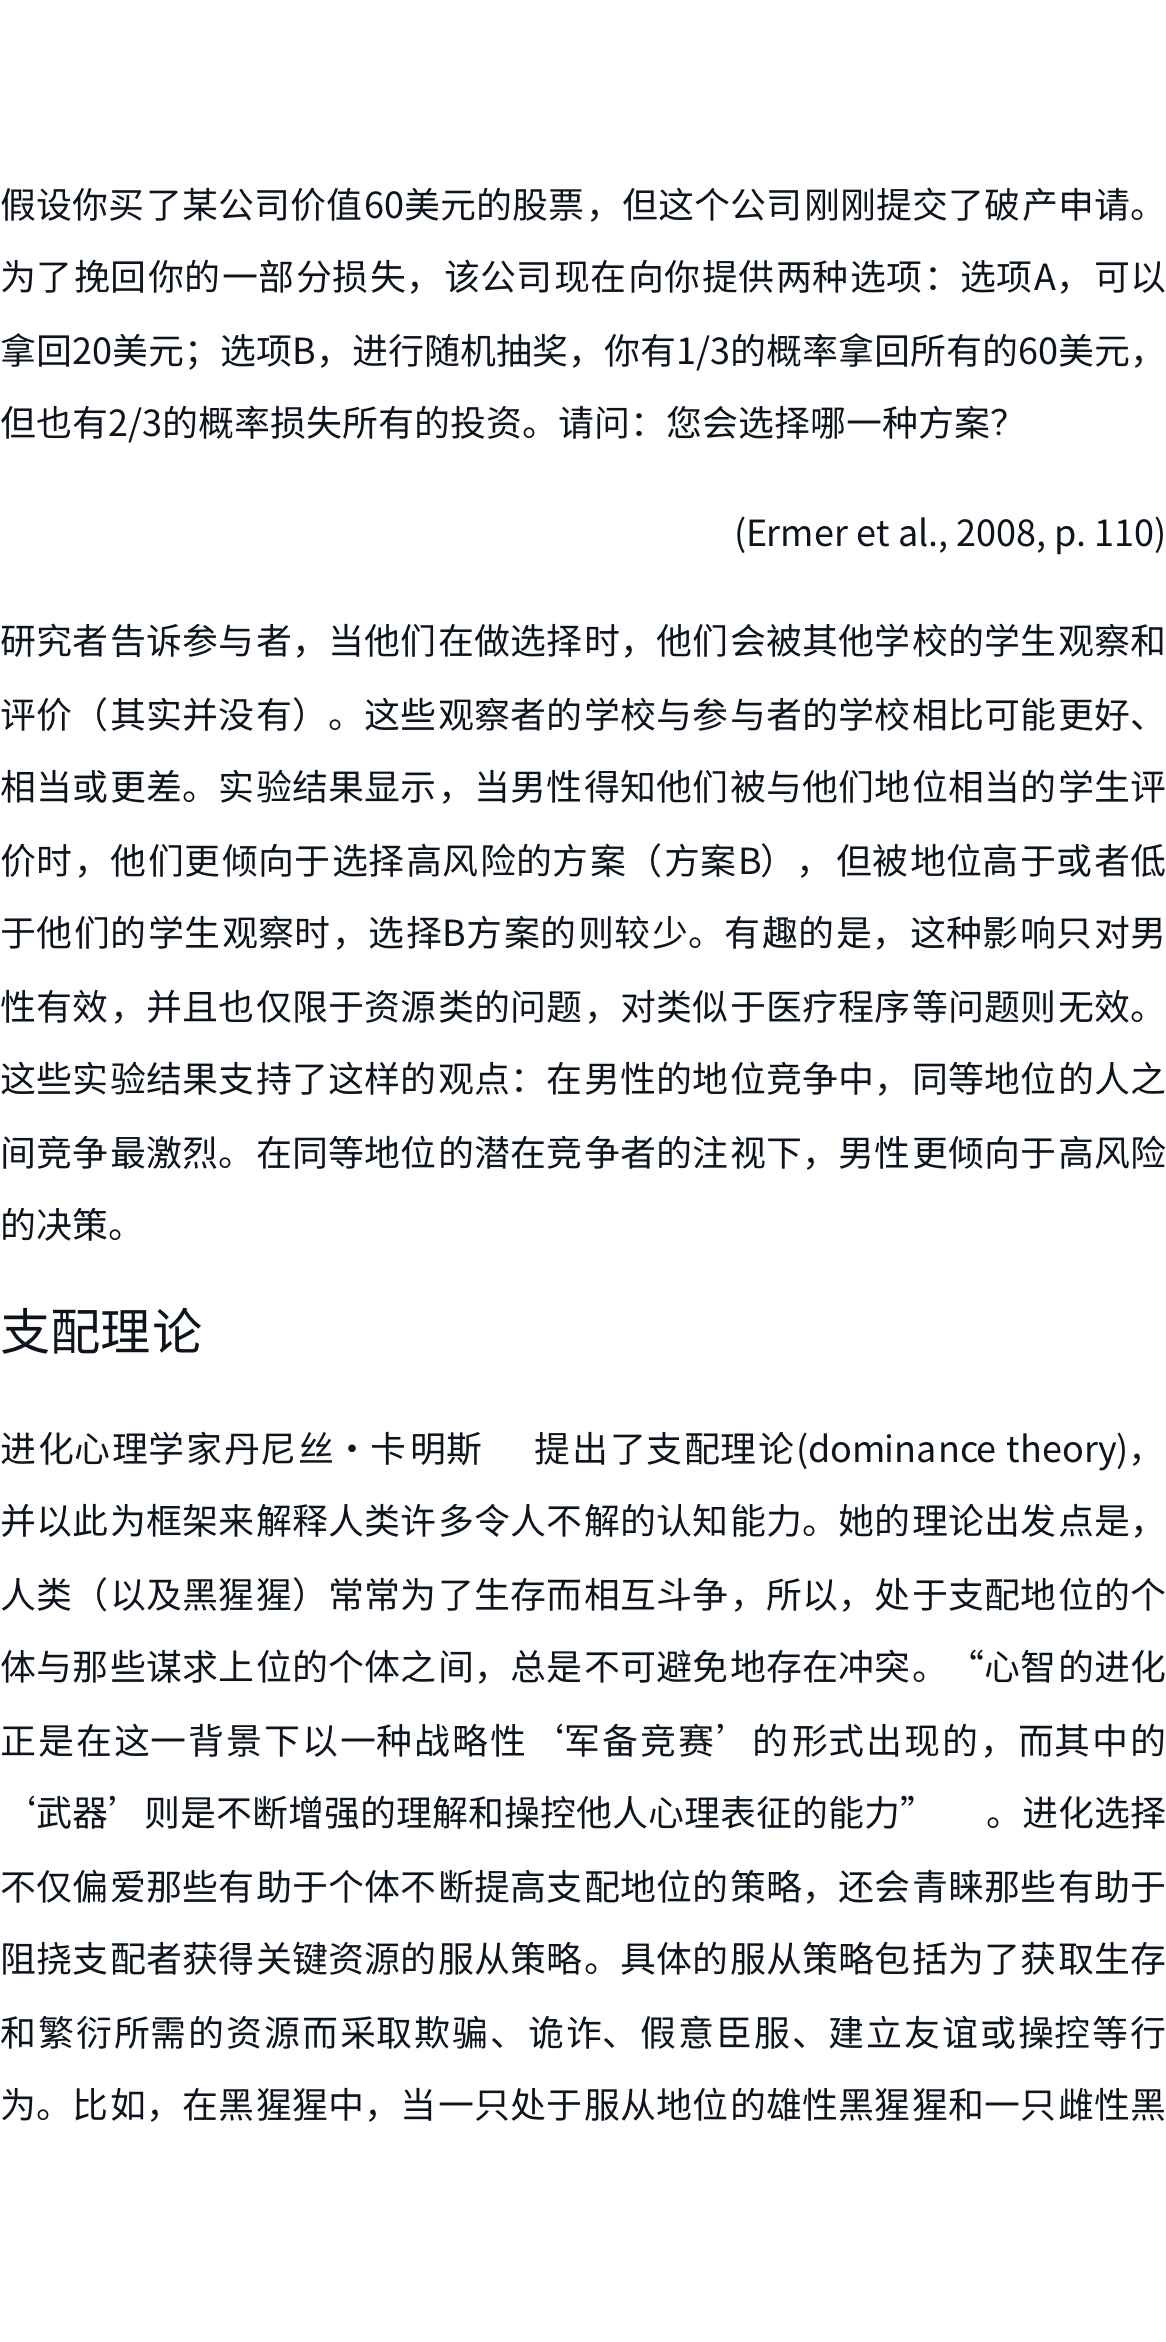 假设你买了某公司价值60美元的股票，但这个公司刚刚提交了破产申请。
为了挽回你的一部分损失，该公司现在向你提供两种选项：选项A，可以
拿回20美元；选项B，进行随机抽奖，你有1/3的概率拿回所有的60美元，
但也有2/3的概率损失所有的投资。请问：您会选择哪一种方案？
(Ermer et al., 2008, p. 110)
研究者告诉参与者，当他们在做选择时，他们会被其他学校的学生观察和
评价（其实并没有）。这些观察者的学校与参与者的学校相比可能更好、
相当或更差。实验结果显示，当男性得知他们被与他们地位相当的学生评
价时，他们更倾向于选择高风险的方案（方案B），但被地位高于或者低
于他们的学生观察时，选择B方案的则较少。有趣的是，这种影响只对男
性有效，并且也仅限于资源类的问题，对类似于医疗程序等问题则无效。
这些实验结果支持了这样的观点：在男性的地位竞争中，同等地位的人之
间竞争最激烈。在同等地位的潜在竞争者的注视下，男性更倾向于高风险
的决策。
支配理论
进化心理学家丹尼丝·卡明斯 提出了支配理论(dominance theory)，
并以此为框架来解释人类许多令人不解的认知能力。她的理论出发点是，
人类（以及黑猩猩）常常为了生存而相互斗争，所以，处于支配地位的个
体与那些谋求上位的个体之间，总是不可避免地存在冲突。“心智的进化
正是在这一背景下以一种战略性‘军备竞赛’的形式出现的，而其中的
‘武器’则是不断增强的理解和操控他人心理表征的能力” 。进化选择
不仅偏爱那些有助于个体不断提高支配地位的策略，还会青睐那些有助于
阻挠支配者获得关键资源的服从策略。具体的服从策略包括为了获取生存
和繁衍所需的资源而采取欺骗、诡诈、假意臣服、建立友谊或操控等行
为。比如，在黑猩猩中，当一只处于服从地位的雄性黑猩猩和一只雌性黑